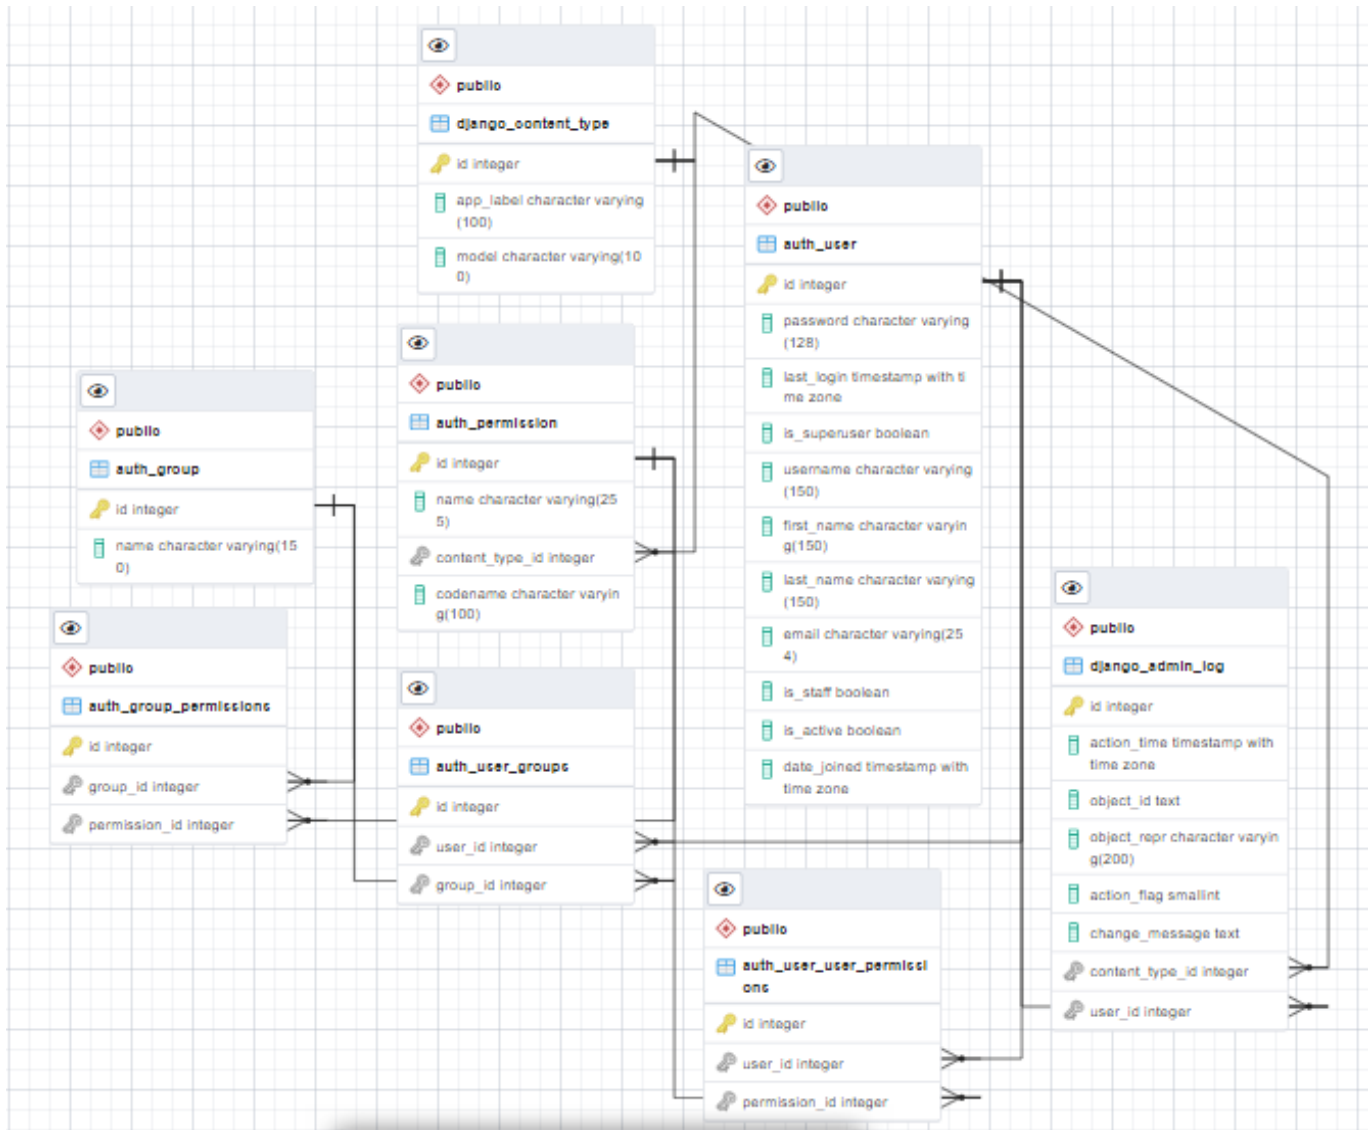 public
django_content_type
id integer
app_label character varying
(100)
model character varying(10
0)
public
auth_user
id integer
password character varying
(128)
last_login timestamp with ti
me zone
is_superuser boolean
username character varying
(150)
first_name character varyin
g(150)
last_name character varying
(150)
email character varying(25
4)
is_staff boolean
is_active boolean
date_joined timestamp with
time zone
public
auth_permission
id integer
name character varying(25
5)
content_type_id integer
codename character varyin
g(100)
public
auth_group
id integer
name character varying(15
0)
public
auth_group_permissions
id integer
group_id integer
permission_id integer
public
auth_user_groups
id integer
user_id integer
group_id integer
public
django_admin_log
id integer
action_time timestamp with
time zone
object_id text
object_repr character varyin
g(200)
action_flag smallint
change_message text
content_type_id integer
user_id integer
public
auth_user_user_permissi
ons
id integer
user_id integer
permission_id integer